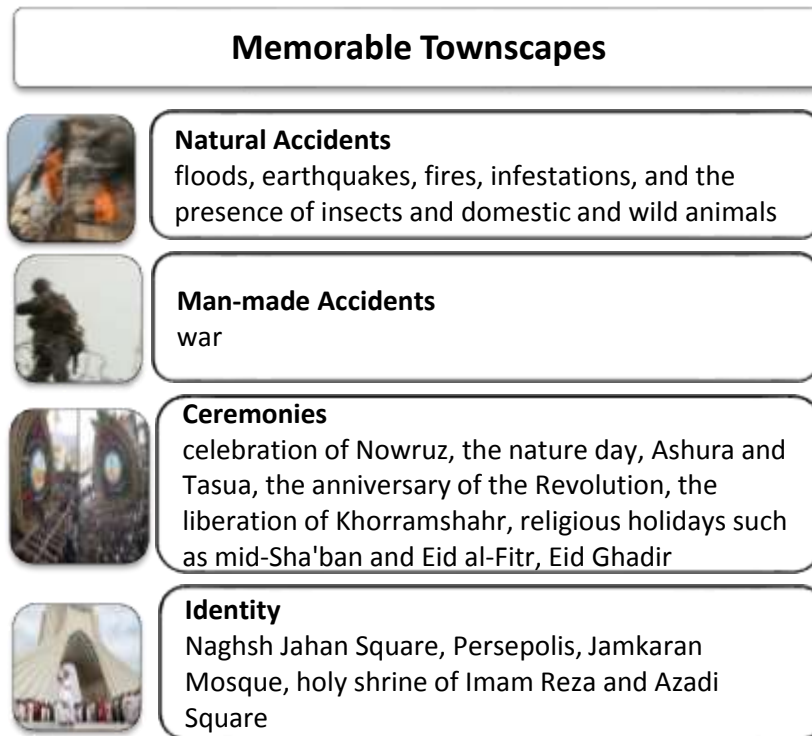 Memorable Townscapes
Natural Accidents
floods, earthquakes, fires, infestations, and the
presence of insects and domestic and wild animals
Man-made Accidents
war
Ceremonies
celebration of Nowruz, the nature day, Ashura and
Tasua, the anniversary of the Revolution, the
liberation of Khorramshahr, religious holidays such
as mid-Sha'ban and Eid al-Fitr, Eid Ghadir
Identity
Naghsh Jahan Square, Persepolis, Jamkaran
Mosque, holy shrine of Imam Reza and Azadi
Square